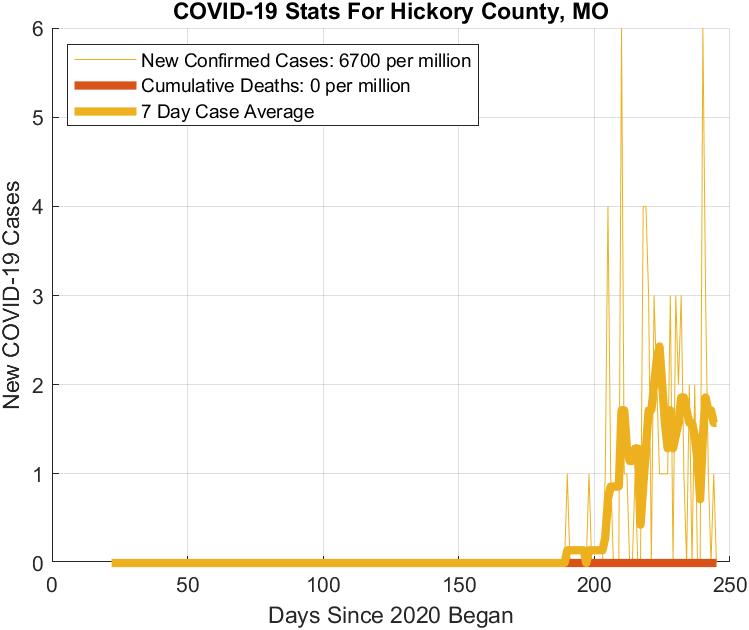 COVID-19 Stats For Hickory County, MO
New Confirmed Cases: 6700 per million
Cumulative Deaths: 0 per million
7 Day Case Average
New COVID-19 Cases
6
5
4
3
2
1
0
0 50 100 150 200 250
Days Since 2020 Began